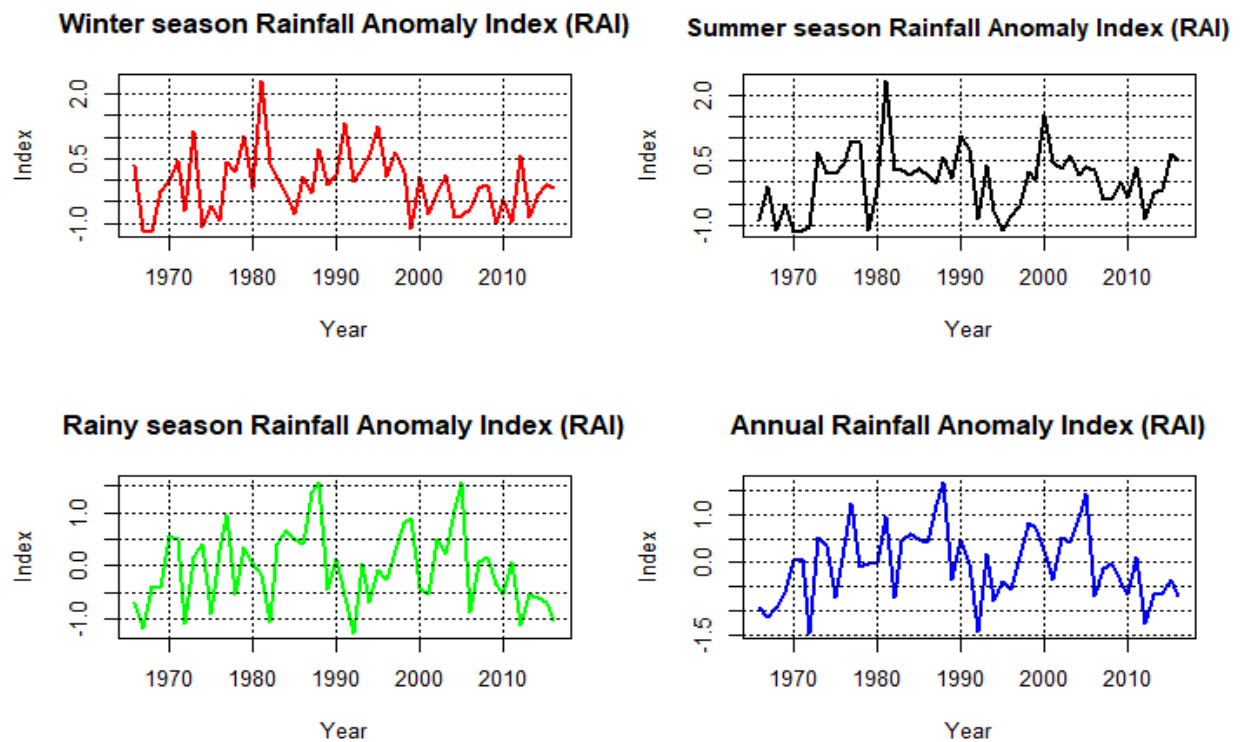 Winter season Rainfall Anomaly Index (RAI)
Index
2.0
0.5
-1.0
1970 1980 1990 2000 2010
Year
Summer season Rainfall Anomaly Index (RAI)
Index
2.0
0.5
-1.0
1970 1980 1990 2000 2010
Year
Rainy season Rainfall Anomaly Index (RAI)
Index
1.0
0.0
-1.0
1970 1980 1990 2000 2010
Year
Annual Rainfall Anomaly Index (RAI)
Index
1.0
0.0
-1.5
1970 1980 1990 2000 2010
Year